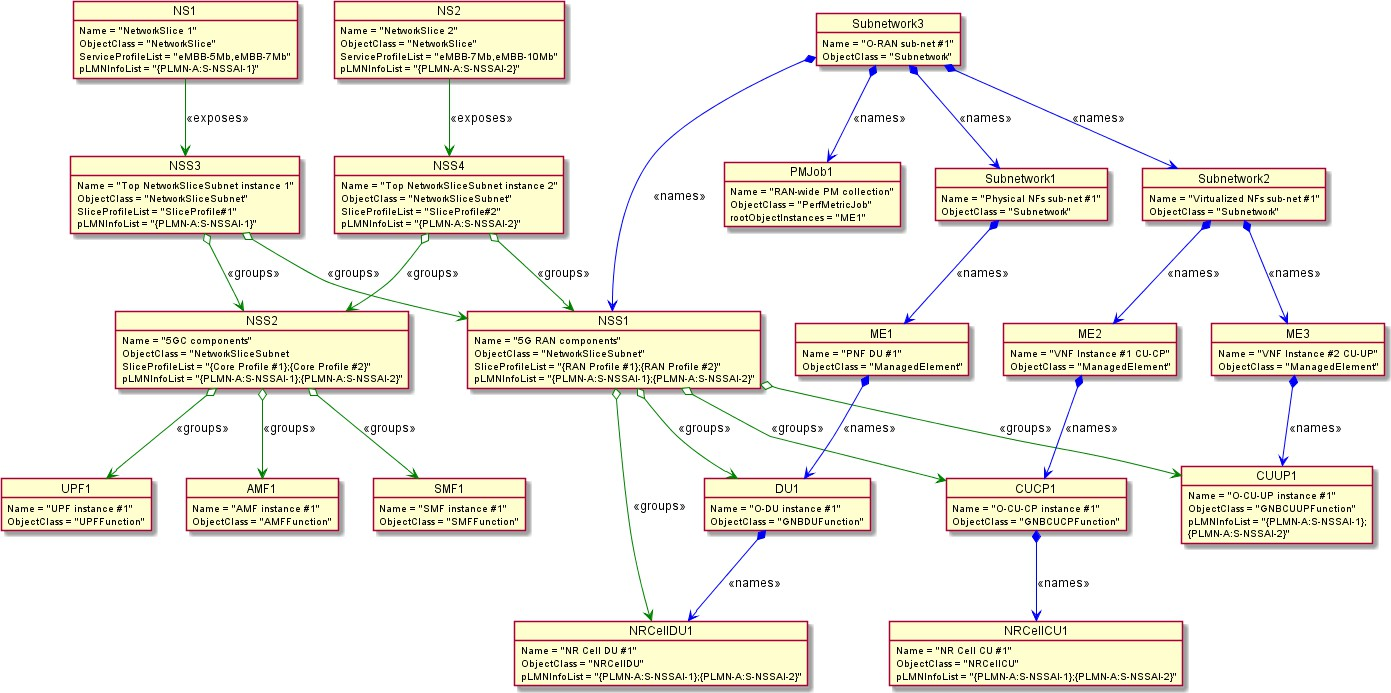 NS1
Name = "NetworkSlice 1"
ObjectClass = "NetworkSlice"
ServiceProfileList = "eMBB-5Mb,eMBB-7Mb"
pLMNInfoList = "{PLMN-A:S-NSSAI-1}"
NS2
Name = "NetworkSlice 2"
ObjectClass = "NetworkSlice"
ServiceProfileList = "eMBB-7Mb,eMBB-10Mb"
pLMNInfoList = "{PLMN-A:S-NSSAI-2}"
Subnetwork3
Name = "O-RAN sub-net #1"
ObjectClass = "Subnetwork"
«exposes»
«exposes»
«names»
«names»
«names»
NSS3
Name = "Top NetworkSliceSubnet instance 1"
ObjectClass = "NetworkSliceSubnet"
SliceProfileList = "SliceProfile#1"
pLMNInfoList = "{PLMN-A:S-NSSAI-1}"
NSS4
Name = "Top NetworkSliceSubnet instance 2"
ObjectClass = "NetworkSliceSubnet"
SliceProfileList = "SliceProfile#2"
pLMNInfoList = "{PLMN-A:S-NSSAI-2}"
«names»
PMJob1
Name = "RAN-wide PM collection"
ObjectClass = "PerfMetricJob"
rootObjectInstances = "ME1"
Subnetwork1
Name = "Physical NFs sub-net #1"
ObjectClass = "Subnetwork"
Subnetwork2
Name = "Virtualized NFs sub-net #1"
ObjectClass = "Subnetwork"
«groups»
«groups»
«groups»
«groups»
«names»
«names»
«names»
NSS2
Name = "5GC components"
ObjectClass = "NetworkSliceSubnet
SliceProfileList = "{Core Profile #1};{Core Profile #2}"
pLMNInfoList = "{PLMN-A:S-NSSAI-1};{PLMN-A:S-NSSAI-2}"
NSS1
Name = "5G RAN components"
ObjectClass = "NetworkSliceSubnet"
SliceProfileList = "{RAN Profile #1};{RAN Profile #2}"
pLMNInfoList = "{PLMN-A:S-NSSAI-1};{PLMN-A:S-NSSAI-2}"
ME1
Name = "PNF DU #1"
ObjectClass = "ManagedElement"
ME2
Name = "VNF Instance #1 CU-CP"
ObjectClass = "ManagedElement"
ME3
Name = "VNF Instance #2 CU-UP"
ObjectClass = "ManagedElement"
«groups»
«groups»
«groups»
«groups»
«groups»
«names»
«groups»
«names»
«names»
UPF1
Name = "UPF instance #1"
ObjectClass = "UPFFunction"
AMF1
Name = "AMF instance #1"
ObjectClass = "AMFFunction"
SMF1
Name = "SMF instance #1"
ObjectClass = "SMFFunction"
«groups»
DU1
Name = "O-DU instance #1"
ObjectClass = "GNBDUFunction"
CUCP1
Name = "O-CU-CP instance #1"
ObjectClass = "GNBCUCPFunction"
CUUP1
Name = "O-CU-UP instance #1"
ObjectClass = "GNBCUUPFunction"
pLMNInfoList = "{PLMN-A:S-NSSAI-1};
{PLMN-A:S-NSSAI-2}"
«names»
«names»
NRCellDU1
Name = "NR Cell DU #1"
ObjectClass = "NRCellDU"
pLMNInfoList = "{PLMN-A:S-NSSAI-1};{PLMN-A:S-NSSAI-2}"
NRCellCU1
Name = "NR Cell CU #1"
ObjectClass = "NRCellCU"
pLMNInfoList = "{PLMN-A:S-NSSAI-1};{PLMN-A:S-NSSAI-2}"